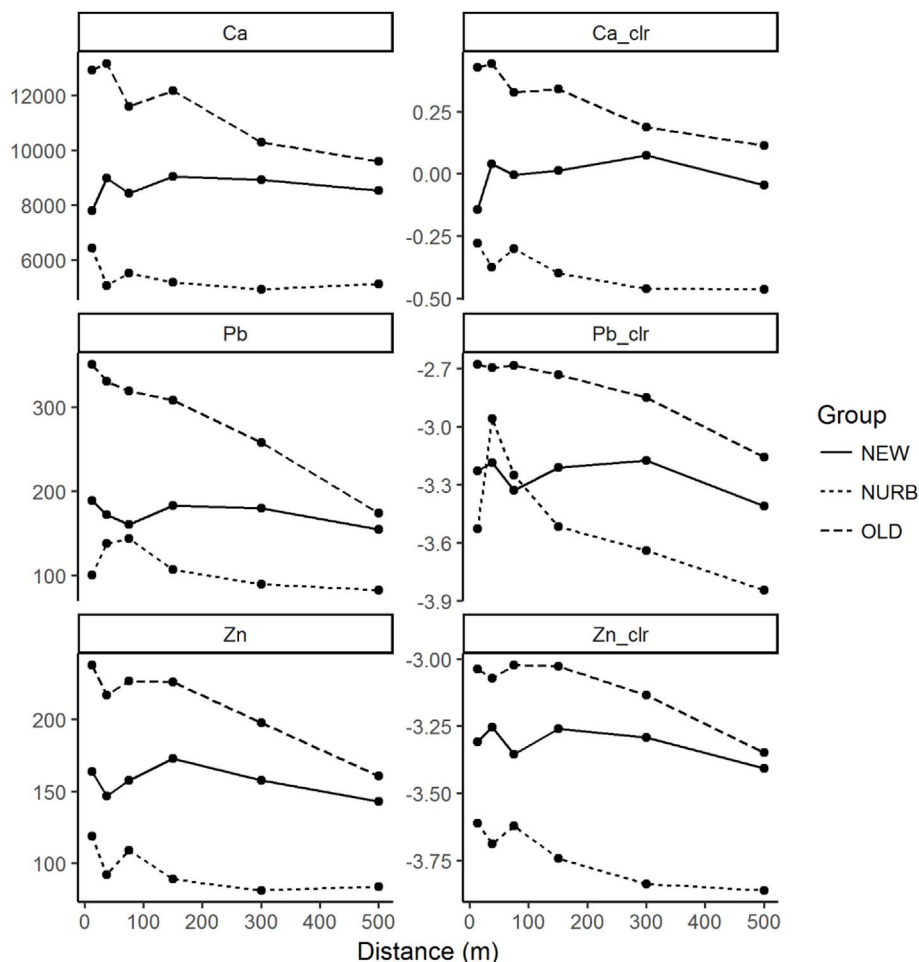 Ca
12000
10000
8000
6000
Ca_clr
0.25
0.00
-0.25
-0.50
Pb
300
200
100
Pb_clr
-2.7
-3.0
-3.3
-3.6
-3.9
Zn
200
150
100
0 100 200 300 400 500
Zn_clr
-3.00
-3.25
-3.50
-3.75
0 100 200 300 400 500
Distance (m)
Group
NEW
NURB
OLD